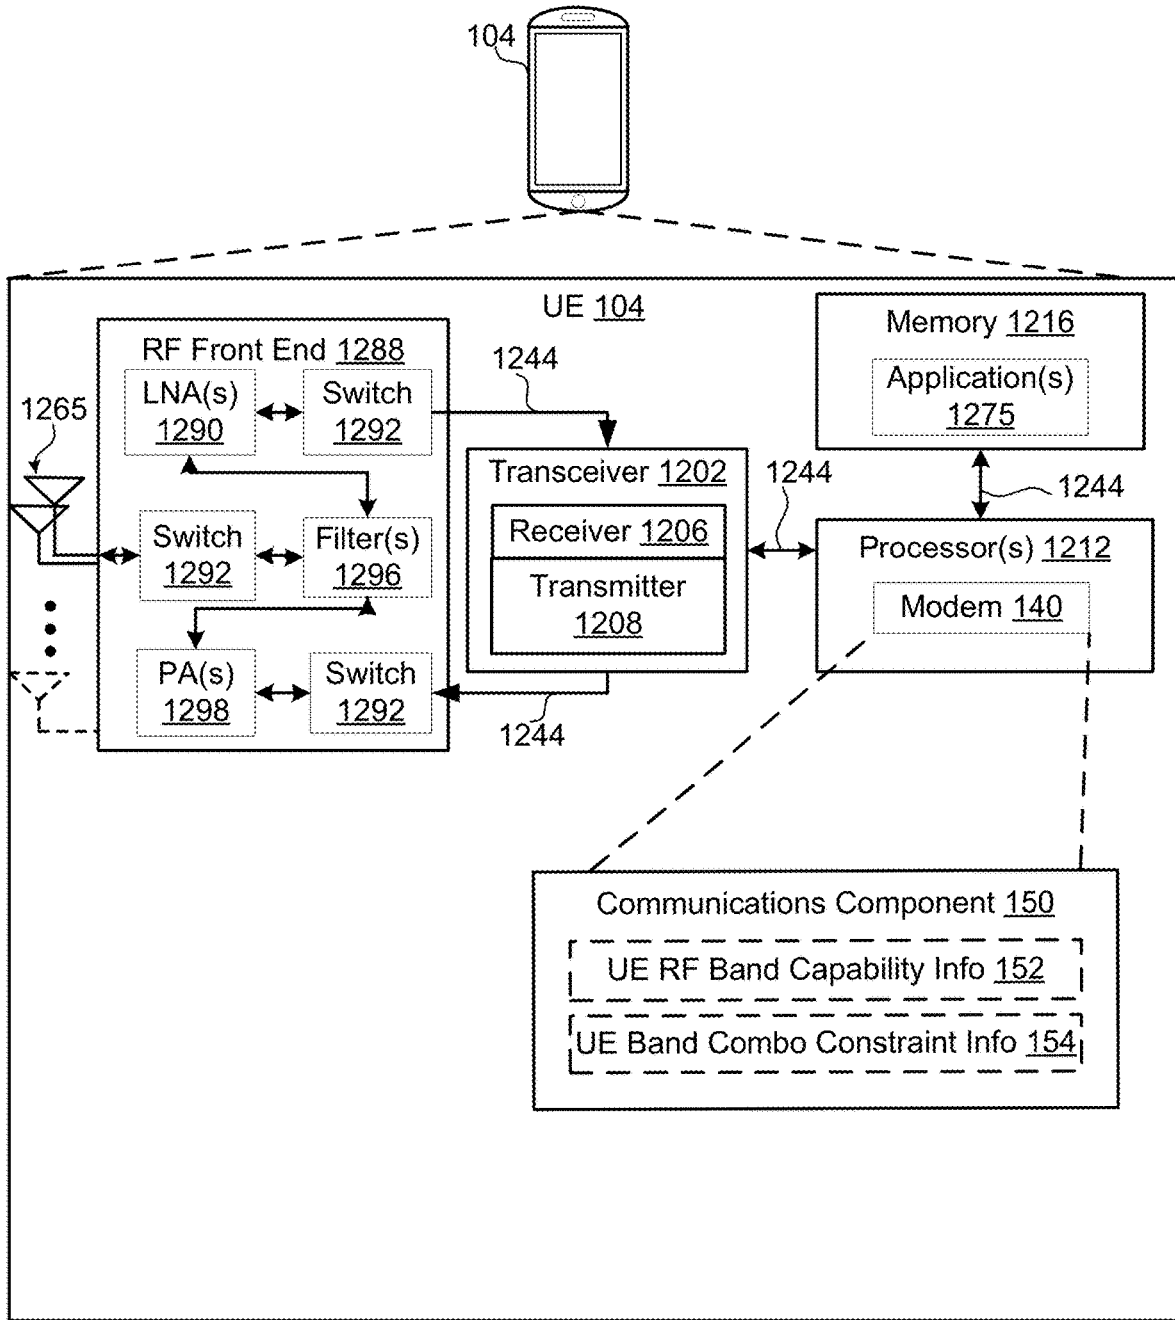 104
UE 104
RF Front End 1288
LNA(s)
1290
Switch
1292
1265
Switch
1292
Filter(s)
1296
PA(s)
1298
Switch
1292
1244
Transceiver 1202
Receiver 1206
Transmitter
1208
1244
1244
Memory 1216
Application(s)
1275
1244
Processor(s) 1212
Modem 140
Communications Component 150
UE RF Band Capability Info 152
UE Band Combo Constraint Info 154